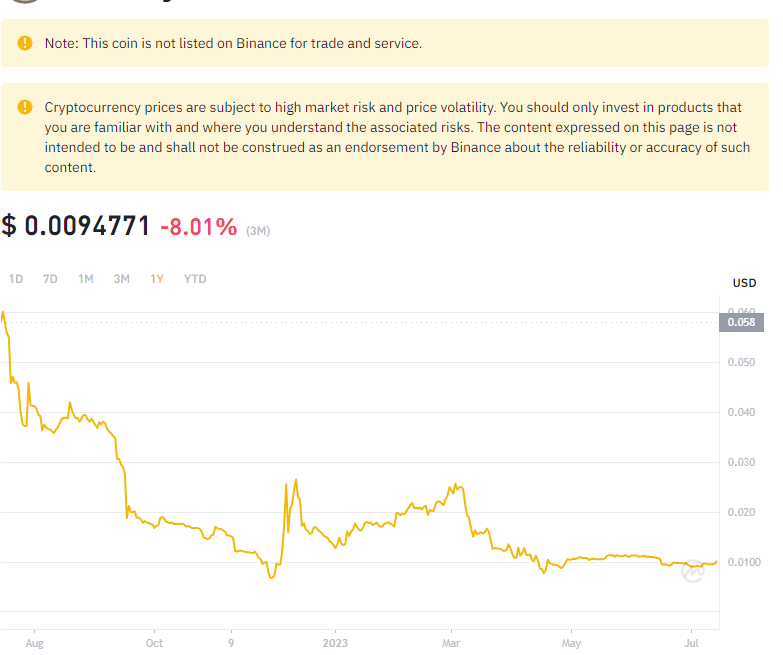 Note: This coin is not listed on Binance for trade and service.
Cryptocurrency prices are subject to high market risk and price volatility. You should only invest in products that
you are familiar with and where you understand the associated risks. The content expressed on this page is not
intended to be and shall not be construed as an endorsement by Binance about the reliability or accuracy of such
content.
$ 0.0094771 -8.01% (3M)
1D 7D 1M 3M 1Y YTD
USD
0.060
0.058
0.050
0.040
0.030
0.020
0.0100
Aug Oct 9 2023 Mar May Jul